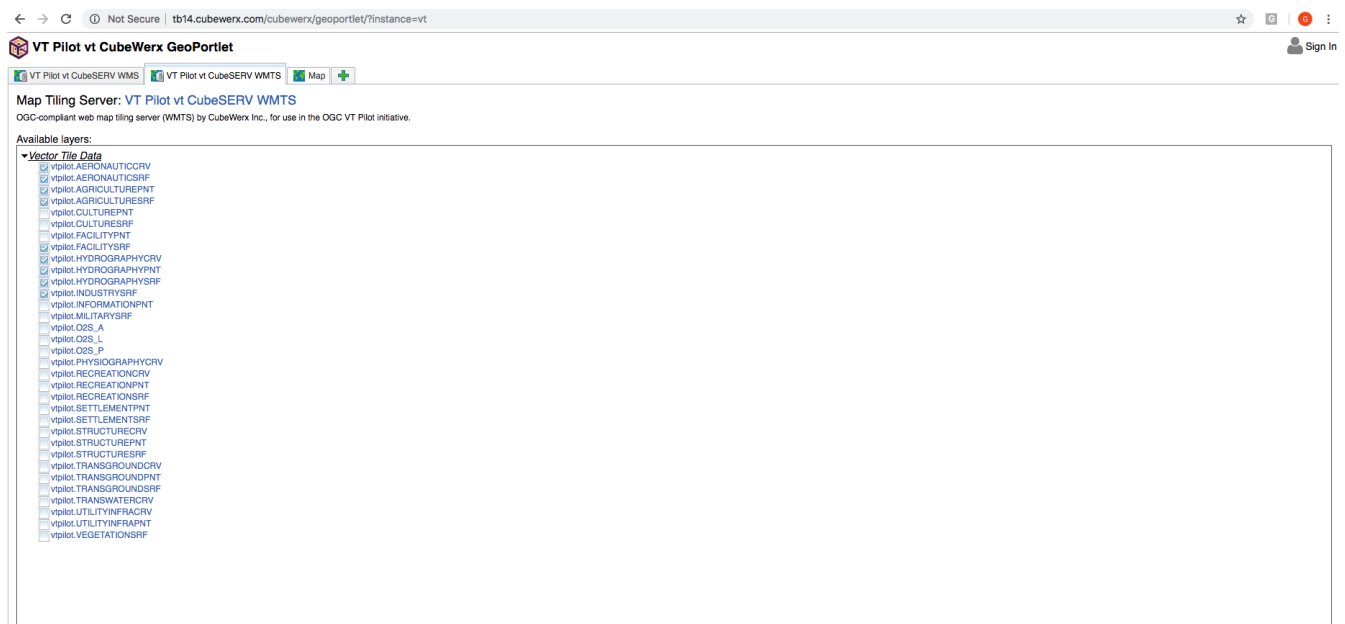 Not Secure | tb14.cubewerx.com/cubewerx/geoportlet/?instance=vt
G G
VT Pilot vt CubeWerx GeoPortlet
Sign In
VT Pilot vt CubeSERV WMS VT Pilot vt CubeSERV WMTS Map
Map Tiling Server: VT Pilot vt CubeSERV WMTS
OGC-compliant web map tiling server (WMTS) by CubeWerx Inc., for use in the OGC VT Pilot initiative.
Available layers:
Vector Tile Data
vtpilot.AERONAUTICCRV
vtpilot.AERONAUTICSRF
vtpilot.AGRICULTUREPNT
vtpilot.AGRICULTURESRF
vtpilot.CULTUREPNT
vtpilot.CULTURESRF
vtpilot.FACILITYPNT
vtpilot.FACILITYSRF
vtpilot.HYDROGRAPHYCRV
vtpilot.HYDROGRAPHYPNT
vtpilot.HYDROGRAPHYSRF
vtpilot.INDUSTRYSRF
vtpilot.INFORMATIONPNT
vtpilot.MILITARYSRF
vtpilot.O2S_A
vtpilot.O2S_L
vtpilot.O2S_P
vtpilot.PHYSIOGRAPHYCRV
vtpilot.RECREATIONCRV
vtpilot.RECREATIONPNT
vtpilot.RECREATIONSRF
vtpilot.SETTLEMENTPNT
vtpilot.SETTLEMENTSRF
vtpilot.STRUCTURECRV
vtpilot.STRUCTUREPNT
vtpilot.STRUCTURESRF
vtpilot.TRANSGROUNDCRV
vtpilot.TRANSGROUNDPNT
vtpilot.TRANSGROUNDSRF
vtpilot.TRANSWATERCRV
vtpilot.UTILITYINFRACRV
vtpilot.UTILITYINFRAPNT
vtpilot.VEGETATIONSRF